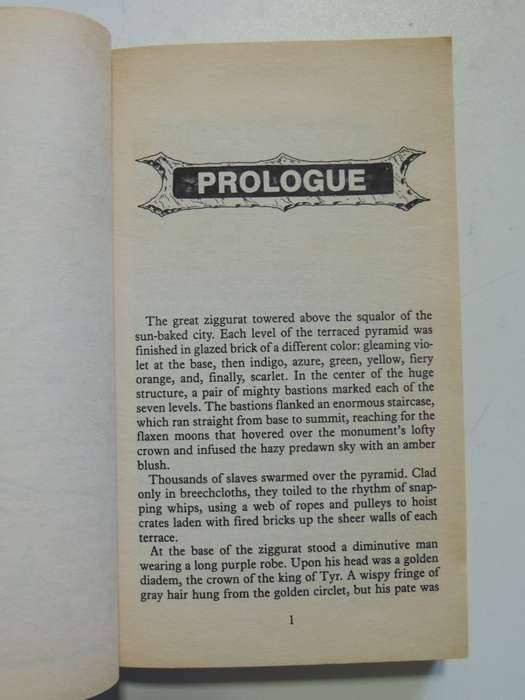 PROLOGUE
The great ziggurat towered above the squalor of the
sun-baked city. Each level of the terraced pyramid was
finished in glazed brick of a different color: gleaming vio-
let at the base, then indigo, azure, green, yellow, fiery
orange, and, finally, scarlet. In the center of the huge
structure, a pair of mighty bastions marked each of the
seven levels. The bastions flanked an enormous staircase,
which ran straight from base to summit, reaching for the
flaxen moons that hovered over the monument's lofty
crown and infused the hazy predawn sky with an amber
blush.
Thousands of slaves swarmed over the pyramid. Clad
only in breechcloths, they toiled to the rhythm of snap-
ping whips, using a web of ropes and pulleys to hoist
crates laden with fired bricks up the sheer walls of each
terrace.
At the base of the ziggurat stood a diminutive man
wearing a long purple robe. Upon his head was a golden
diadem, the crown of the king of Tyr. A wispy fringe of
gray hair hung from the golden circlet, but his pate was
1